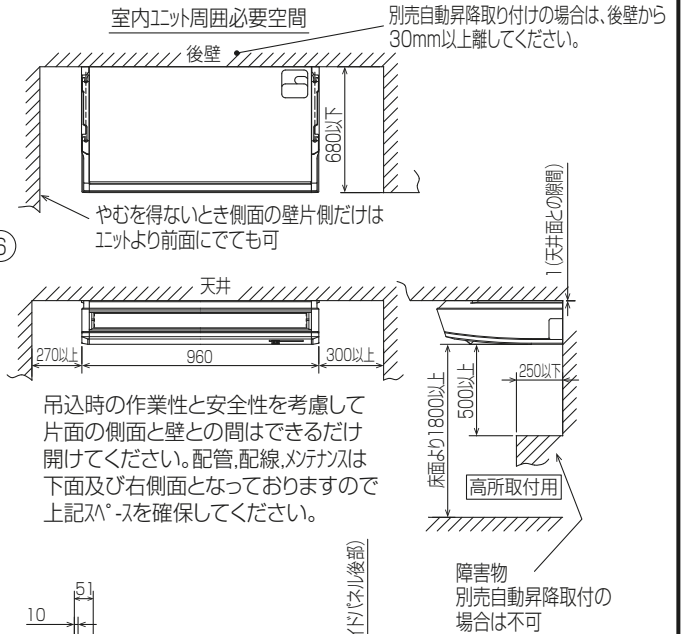 室内ユニット周囲必要空間
別売自動昇降取り付けの場合は、後壁から
30mm以上離してください。
後壁
680以下
やむを得ないとき側面の壁片側だけは
ユニットより前面にでても可
1(天井面との隙間)
天井
270以上
960
300以上
床面より1800以上
500以上
250以下
吊込時の作業性と安全性を考慮して
片面の側面と壁との間はできるだけ
開けてください。配管,配線,メンテナンスは
下面及び右側面となっておりますので
上記スペースを確保してください。
高所取付用
障害物
別売自動昇降取付の
場合は不可
51
10
イドパネル後部)